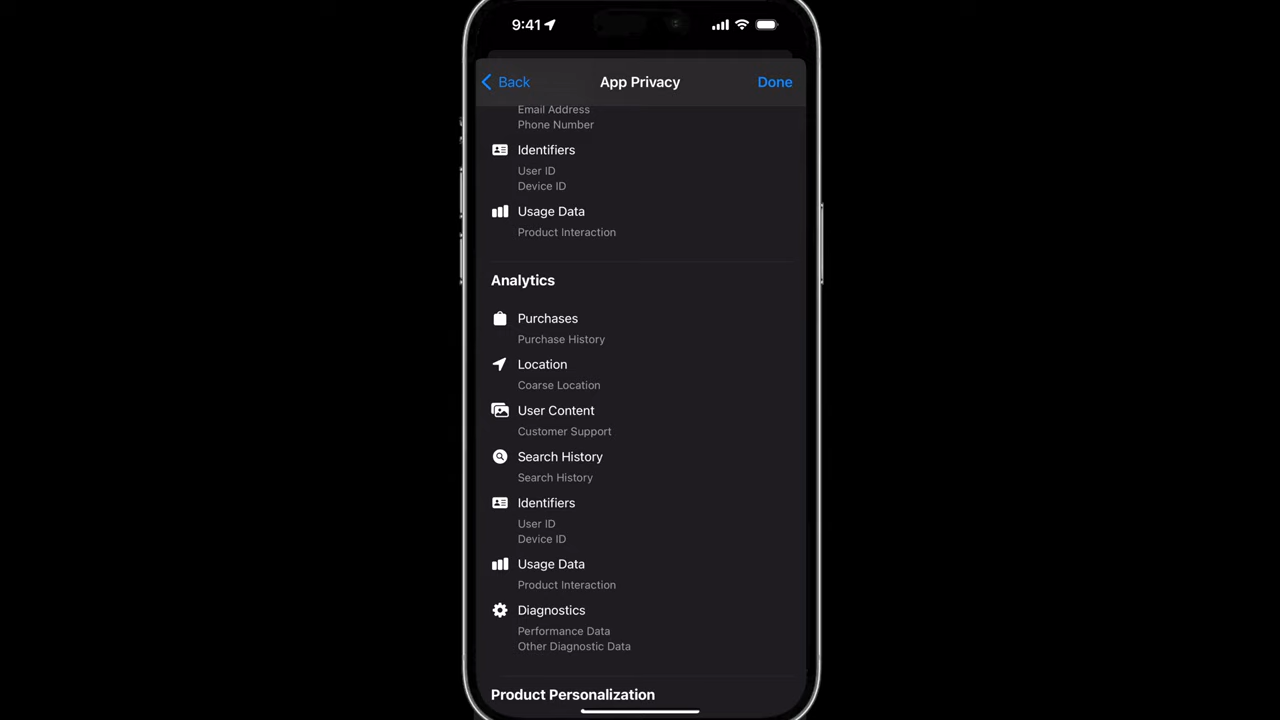 9:41
Back
App Privacy
Done
Email Address
Phone Number
Identifiers
User ID
Device ID
Usage Data
Product Interaction
Analytics
Purchases
Purchase History
Location
Coarse Location
User Content
Customer Support
Search History
Search History
Identifiers
User ID
Device ID
Usage Data
Product Interaction
Diagnostics
Performance Data
Other Diagnostic Data
Product Personalization